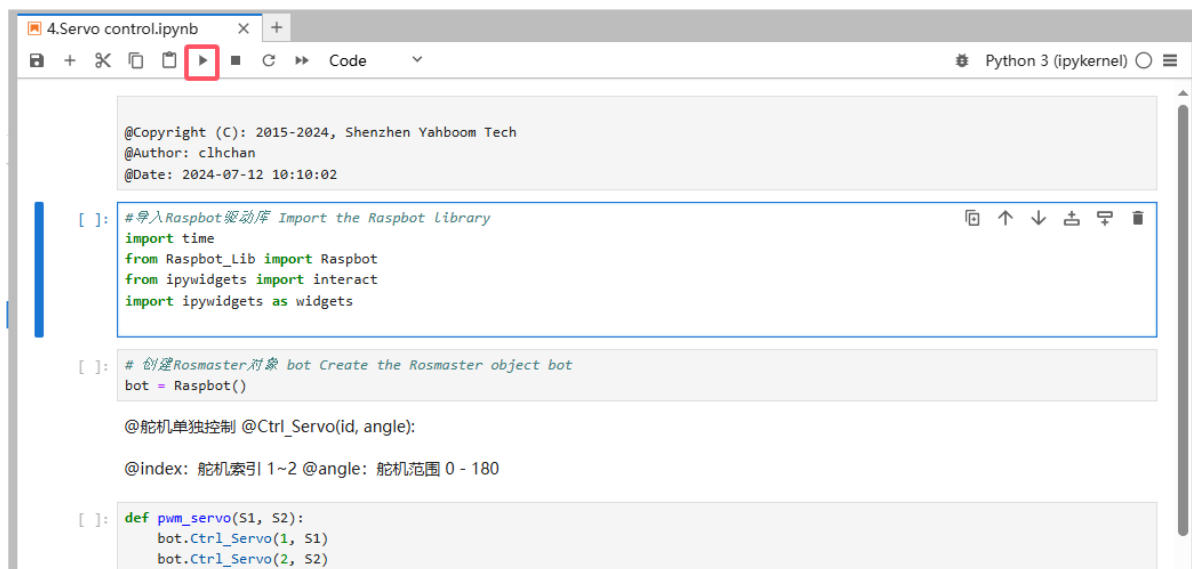 4.Servo control.ipynb
Code
Python 3 (ipykernel)
@Copyright (C): 2015-2024, Shenzhen Yahboom Tech
@Author: clhchan
@Date: 2024-07-12 10:10:02
[ ]: #导入Raspbot驱动库 Import the Raspbot library
import time
from Raspbot_Lib import Raspbot
from ipywidgets import interact
import ipywidgets as widgets
[ ]: # 创建Rosmaster对象 bot Create the Rosmaster object bot
bot = Raspbot()
@舵机单独控制 @Ctrl_Servo(id, angle):
@index：舵机索引 1~2 @angle：舵机范围 0 - 180
[ ]: def pwm_servo(S1, S2):
bot.Ctrl_Servo(1, S1)
bot.Ctrl_Servo(2, S2)